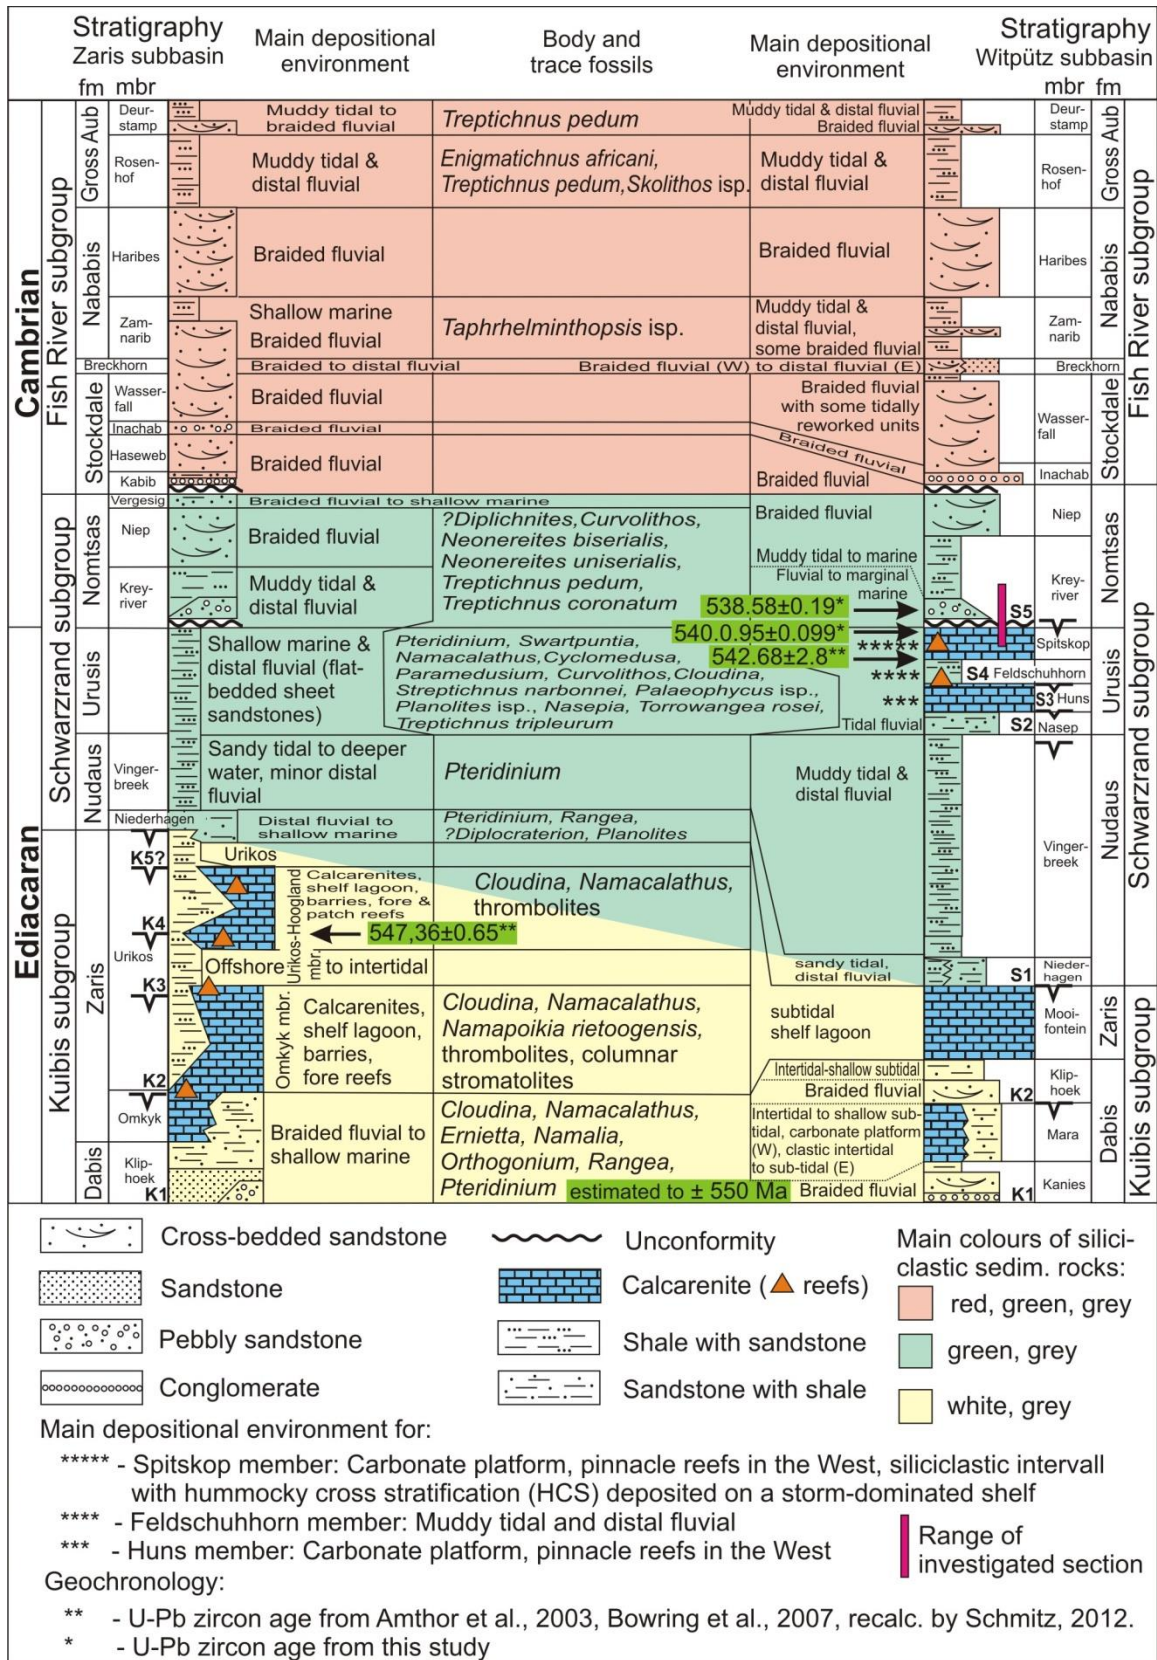 Stratigraphy
Zaris subbasin
fm mbr
Main depositional
environment
Body and
trace fossils
Main depositional
environment
Stratigraphy
Witpütz subbasin
mbr fm
Cambrian
Ediacaran
Fish River subgroup
Schwarzrand subgroup
Kuibis subgroup
Gross Aub
Nababis
Stockdale
Nomtsas
Urusis
Nudaus
Zaris
Dabis
Deur-
stamp
Rosen-
hof
Haribes
Zam-
narib
Breckhorn
Wasser-
fall
Inachab
Haseweb
Kabib
Vergesig
Niep
Krey-
river
Vinger-
breek
Niederhagen
K5?
K4
Urikos
K3
K2
Omkyk
Klip-
hoek
K1
Muddy tidal to
braided fluvial
Muddy tidal &
distal fluvial
Braided fluvial
Shallow marine
Braided fluvial
Braided to distal fluvial
Braided fluvial
Braided fluvial
Braided fluvial
Braided fluvial to shallow marine
Braided fluvial
Muddy tidal &
distal fluvial
Shallow marine &
distal fluvial (flat-
bedded sheet
sandstones)
Sandy tidal to deeper
water, minor distal
fluvial
Distal fluvial to
shallow marine
Urikos
Urikos-Hoogland
mbr.
Calcarenites,
shelf lagoon,
barries, fore &
patch reefs
547,36±0.65**
Offshore to intertidal
Omkyk mbr.
Calcarenites,
shelf lagoon,
barries,
fore reefs
Braided fluvial to
shallow marine
Treptichnus pedum
Enigmatichnus africani,
Treptichnus pedum,Skolithos isp.
Taphrhelminthopsis isp.
?Diplichnites,Curvolithos,
Neonereites biserialis,
Neonereites uniserialis,
Treptichnus pedum,
Treptichnus coronatum
Pteridinium, Swartpuntia,
Namacalathus,Cyclomedusa,
Paramedusium, Curvolithos,Cloudina,
Streptichnus narbonnei, Palaeophycus isp.,
Planolites isp., Nasepia, Torrowangea rosei,
Treptichnus tripleurum
Pteridinium
Pteridinium, Rangea,
?Diplocraterion, Planolites
Cloudina, Namacalathus,
thrombolites
Cloudina, Namacalathus,
Namapoikia rietoogensis,
thrombolites, columnar
stromatolites
Cloudina, Namacalathus,
Ernietta, Namalia,
Orthogonium, Rangea,
Pteridinium
estimated to ± 550 Ma
Muddy tidal & distal fluvial
Braided fluvial
Muddy tidal &
distal fluvial
Braided fluvial
Muddy tidal &
distal fluvial,
some braided fluvial
Braided fluvial (W) to distal fluvial (E)
Braided fluvial
with some tidally
reworked units
Braided fluvial
Braided fluvial
Braided fluvial
Muddy tidal to marine
Fluvial to marginal
marine
538.58±0.19*
540.0.95±0.099*
542.68±2.8**
*****
****
***
Tidal fluvial
Muddy tidal &
distal fluvial
sandy tidal,
distal fluvial
subtidal
shelf lagoon
Intertidal-shallow subtidal
Braided fluvial
Intertidal to shallow sub-
tidal, carbonate platform
(W), clastic intertidal
to sub-tidal (E)
Braided fluvial
S5
S4
S3
S2
S1
K2
K1
Deur-
stamp
Rosen-
hof
Haribes
Zam-
narib
Breckhorn
Wasser-
fall
Inachab
Niep
Krey-
river
Spitskop
Feldschuhhorn
Huns
Nasep
Vinger-
breek
Nieder-
hagen
Mooi-
fontein
Klip-
hoek
Mara
Kanies
Gross Aub
Nababis
Stockdale
Nomtsas
Urusis
Nudaus
Zaris
Dabis
Fish River subgroup
Schwarzrand subgroup
Kuibis subgroup
Cross-bedded sandstone
Sandstone
Pebbly sandstone
Conglomerate
Unconformity
Calcarenite ( reefs)
Shale with sandstone
Sandstone with shale
Main colours of silici-
clastic sedim. rocks:
red, green, grey
green, grey
white, grey
Main depositional environment for:
***** - Spitskop member: Carbonate platform, pinnacle reefs in the West, siliciclastic intervall
with hummocky cross stratification (HCS) deposited on a storm-dominated shelf
**** - Feldschuhhorn member: Muddy tidal and distal fluvial
*** - Huns member: Carbonate platform, pinnacle reefs in the West
Range of
investigated section
Geochronology:
** - U-Pb zircon age from Amthor et al., 2003, Bowring et al., 2007, recalc. by Schmitz, 2012.
* - U-Pb zircon age from this study